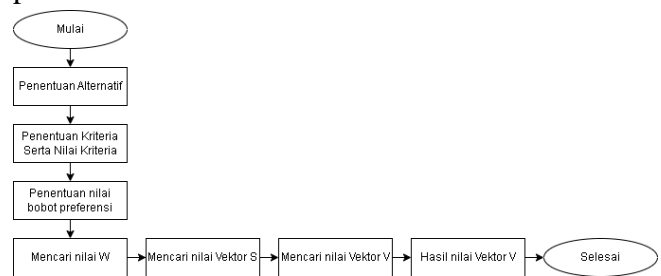 Mulai
Penentuan Alternatif
Penentuan Kriteria
Serta Nilai Kriteria
Penentuan nilai
bobot preferensi
Mencari nilai W
Mencari nilai Vektor S
Mencari nilai Vektor V
Hasil nilai Vektor V
Selesai